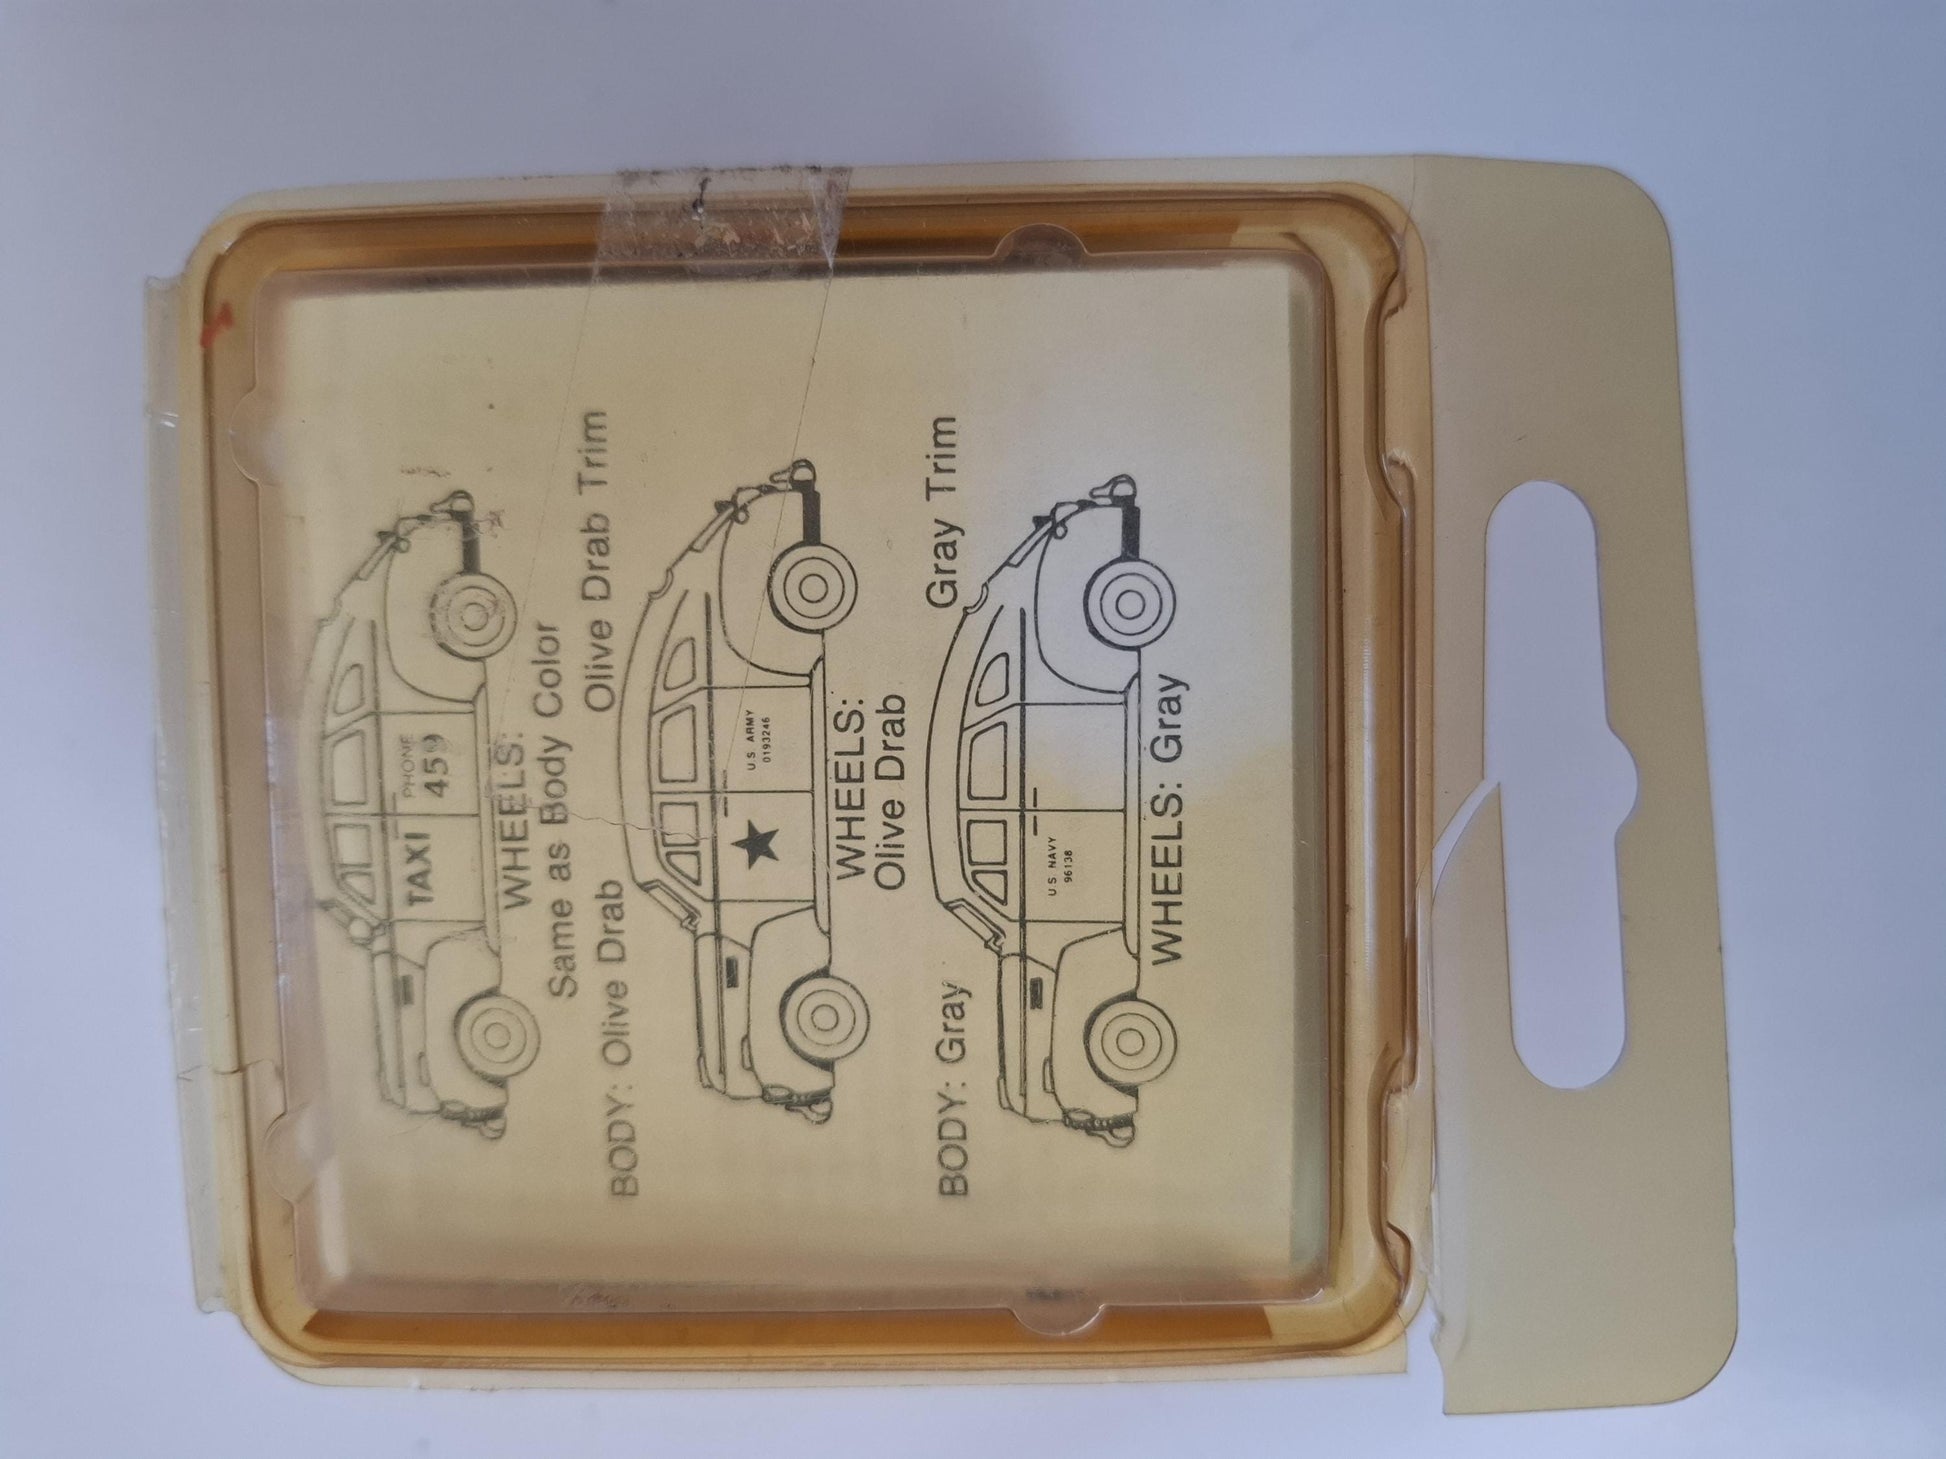 TAXI
PHONE
459
WHEELS:
Same as Body Color
BODY: Olive Drab
Olive Drab Trim
U.S. ARMY
0193246
WHEELS:
Olive Drab
BODY: Gray
Gray Trim
U.S. NAVY
96138
WHEELS: Gray